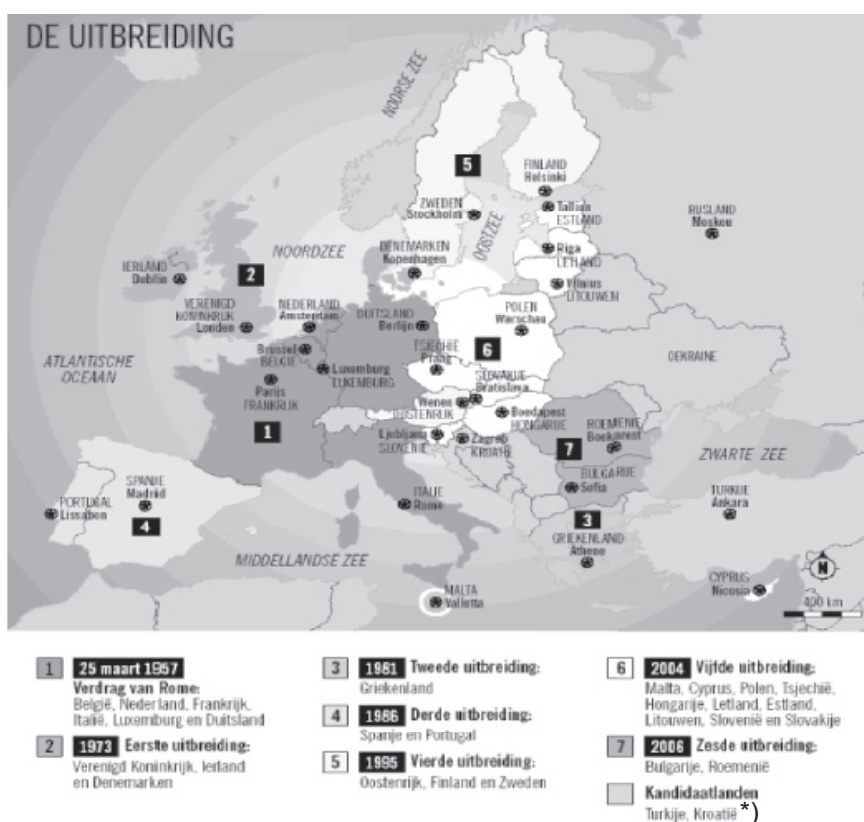 DE UITBREIDING
NOORSE ZEE
5
FINLAND
Helsinki
ZWEDEN
Stockholm
Tallinn
ESTLAND
RUSLAND
Moskou
OOSTZEE
NOORDZEE
DENEMARKEN
Kopenhagen
Riga
LETLAND
IERLAND
Dublin
2
Vilnius
LITOUWEN
VERENIGD
KONINKRIJK
Londen
NEDERLAND
Amsterdam
DUITSLAND
Berlijn
POLEN
Warschau
6
ATLANTISCHE
OCEAAN
Brussel
BELGIË
Luxemburg
LUXEMBURG
TSJECHIË
Praag
OEKRAINE
SLOVAKIJE
Bratislava
Parijs
FRANKRIJK
Wenen
OOSTENRIJK
Boedapest
HONGARIJE
1
Ljubljana
SLOVENIË
Zagreb
KROATIË
7
ROEMENIË
Boekarest
ZWARTE ZEE
BULGARIJE
Sofia
SPANJE
Madrid
PORTUGAL
Lissabon
4
ITALIË
Rome
TURKIJE
Ankara
3
GRIEKENLAND
Athene
MIDDELLANDSE ZEE
N
MALTA
Valletta
CYPRUS
Nicosia
400 km
1 25 maart 1957
Verdrag van Rome:
België, Nederland, Frankrijk,
Italië, Luxemburg en Duitsland
2 1973 Eerste uitbreiding:
Verenigd Koninkrijk, Ierland
en Denemarken
3 1981 Tweede uitbreiding:
Griekenland
4 1986 Derde uitbreiding:
Spanje en Portugal
5 1995 Vierde uitbreiding:
Oostenrijk, Finland en Zweden
6 2004 Vijfde uitbreiding:
Malta, Cyprus, Polen, Tsjechië,
Hongarije, Letland, Estland,
Litouwen, Slovenië en Slovakije
7 2006 Zesde uitbreiding:
Bulgarije, Roemenië
Kandidaatlanden
Turkije, Kroatië *)